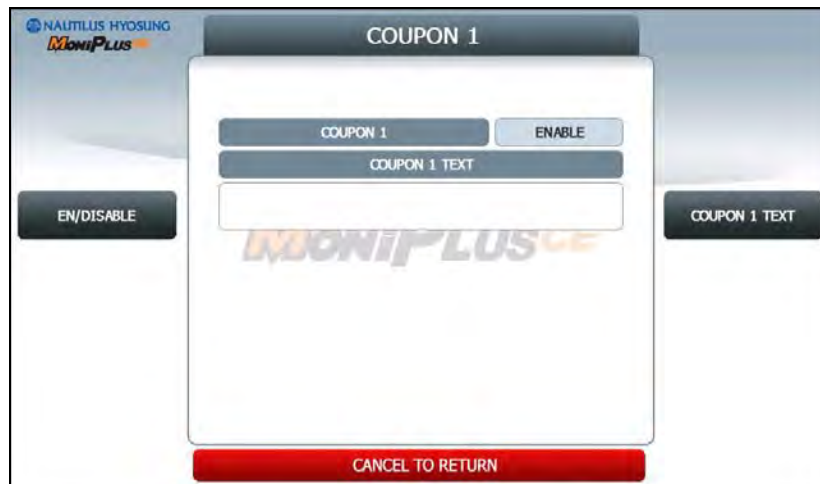 NAUTILUS HYOSUNG
MoniPlus CE
COUPON 1
COUPON 1 ENABLE
COUPON 1 TEXT
EN/DISABLE
COUPON 1 TEXT
MoniPlus CE
CANCEL TO RETURN